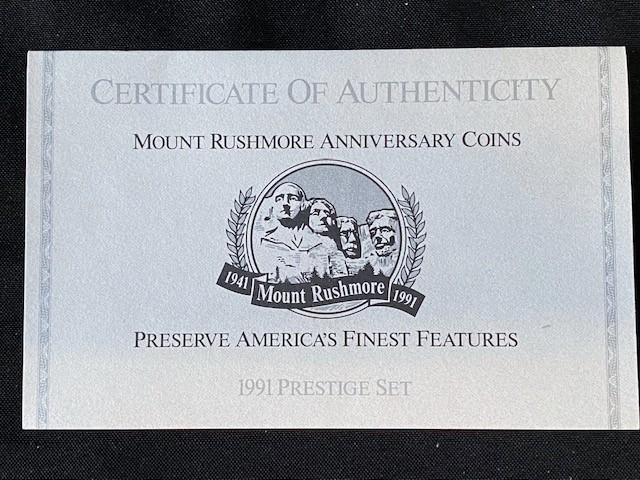 CERTIFICATE OF AUTHENTICITY
MOUNT RUSHMORE ANNIVERSARY COINS
1941 Mount Rushmore 1991
PRESERVE AMERICA'S FINEST FEATURES
1991 PRESTIGE SET